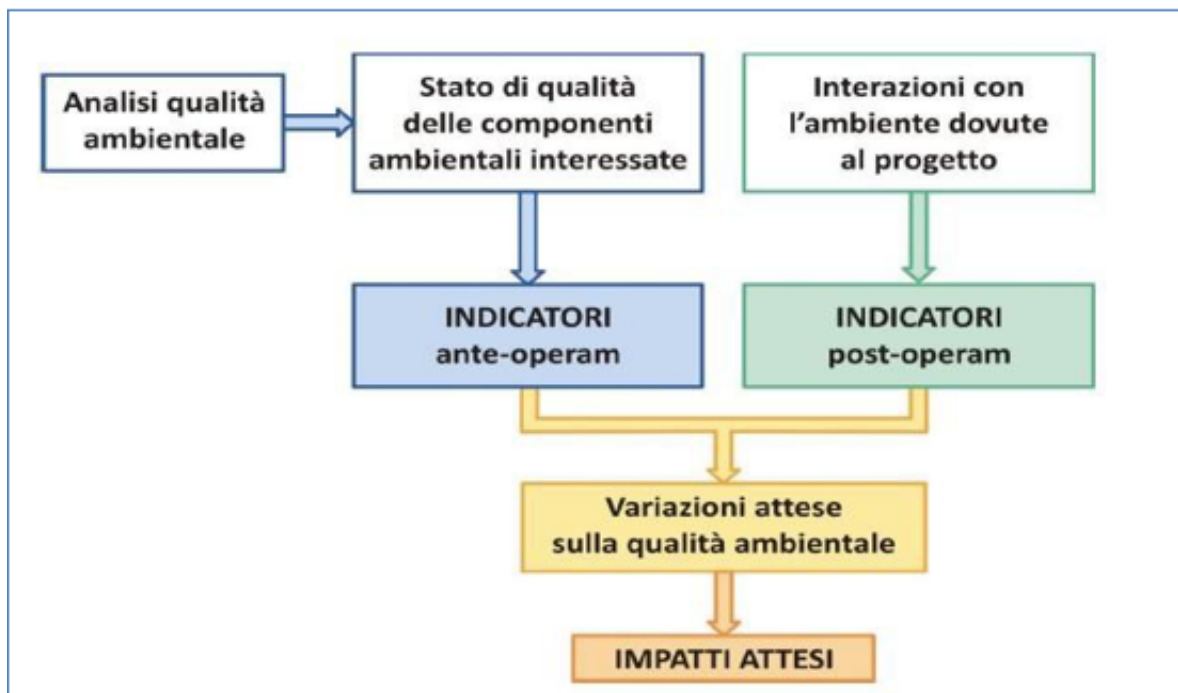 Analisi qualità
ambientale
Stato di qualità
delle componenti
ambientali interessate
Interazioni con
l'ambiente dovute
al progetto
INDICATORI
ante-operam
INDICATORI
post-operam
Variazioni attese
sulla qualità ambientale
IMPATTI ATTESI